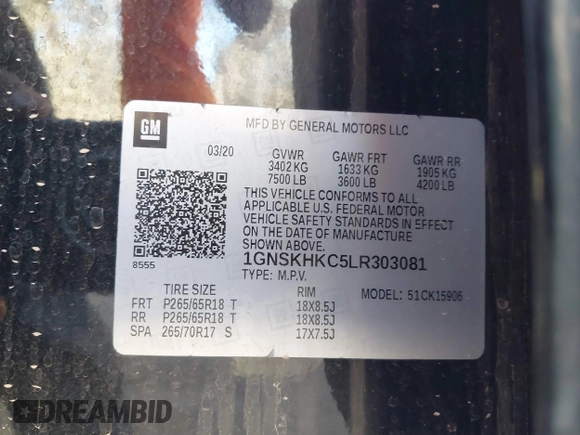 GM
MFD BY GENERAL MOTORS LLC
03/20 GVWR GAWR FRT GAWR RR
3402 KG 1633 KG 1905 KG
7500 LB 3600 LB 4200 LB
THIS VEHICLE CONFORMS TO ALL
APPLICABLE U.S. FEDERAL MOTOR
VEHICLE SAFETY STANDARDS IN EFFECT
ON THE DATE OF MANUFACTURE
SHOWN ABOVE.
8555 1GNSKHKC5LR303081
TYPE: M.P.V.
TIRE SIZE RIM MODEL: 51CK15906
FRT P265/65R18 T 18X8.5J
RR P265/65R18 T 18X8.5J
SPA 265/70R17 S 17X7.5J
DREAMBID